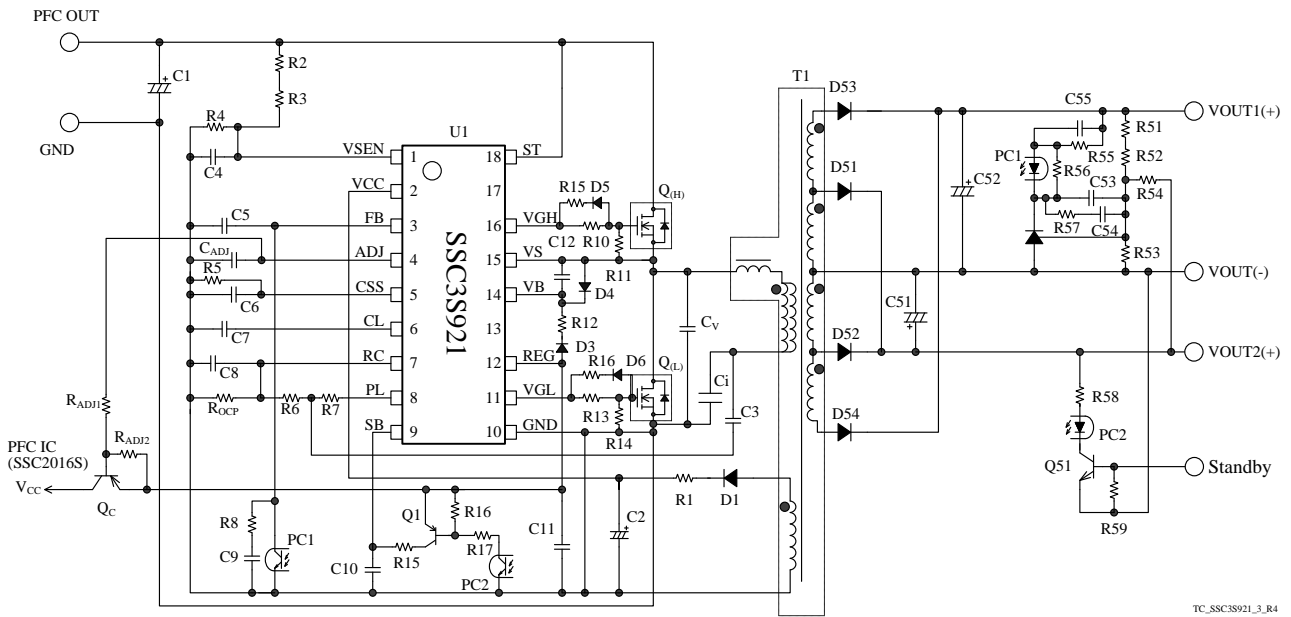 PFC OUT
GND
C1
R2
R3
R4
C4
VSEN
1
VCC
2
C5
FB
3
CADJ
ADJ
4
R5
CSS
5
C6
CL
6
C7
RC
7
C8
PL
8
ROCP
R6
R7
SB
9
U1
SSC3S921
18
ST
17
16
VGH
15
VS
14
VB
13
12
REG
11
VGL
10
GND
R15
D5
R10
Q(H)
C12
R11
D4
R12
D3
R16
D6
Q(L)
R13
R14
CV
Ci
C3
T1
RADJ1
RADJ2
PFC IC
(SSC2016S)
VCC
QC
R8
C9
PC1
C10
R15
Q1
R16
R17
PC2
C11
C2
R1
D1
D53
D51
D52
D54
C52
C51
C55
PC1
R55
R56
C53
R57
C54
R51
R52
R54
R53
VOUT1(+)
VOUT(-)
VOUT2(+)
R58
PC2
Q51
R59
Standby
TC_SSC3S921_3_R4